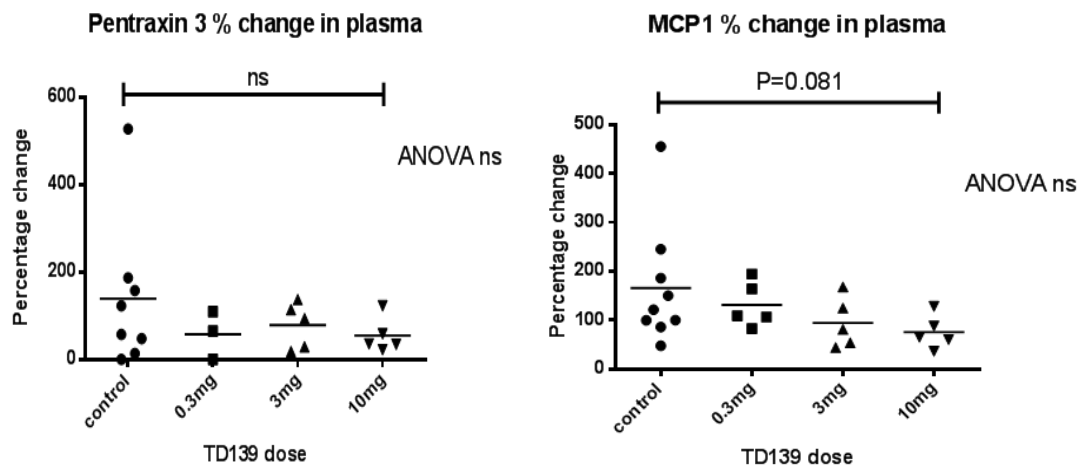 Pentraxin 3 % change in plasma
ns
600
400
200
0
Percentage change
ANOVA ns
control
0.3mg
3mg
10mg
TD139 dose
MCP1 % change in plasma
P=0.081
500
400
300
200
100
0
Percentage change
ANOVA ns
control
0.3mg
3mg
10mg
TD139 dose